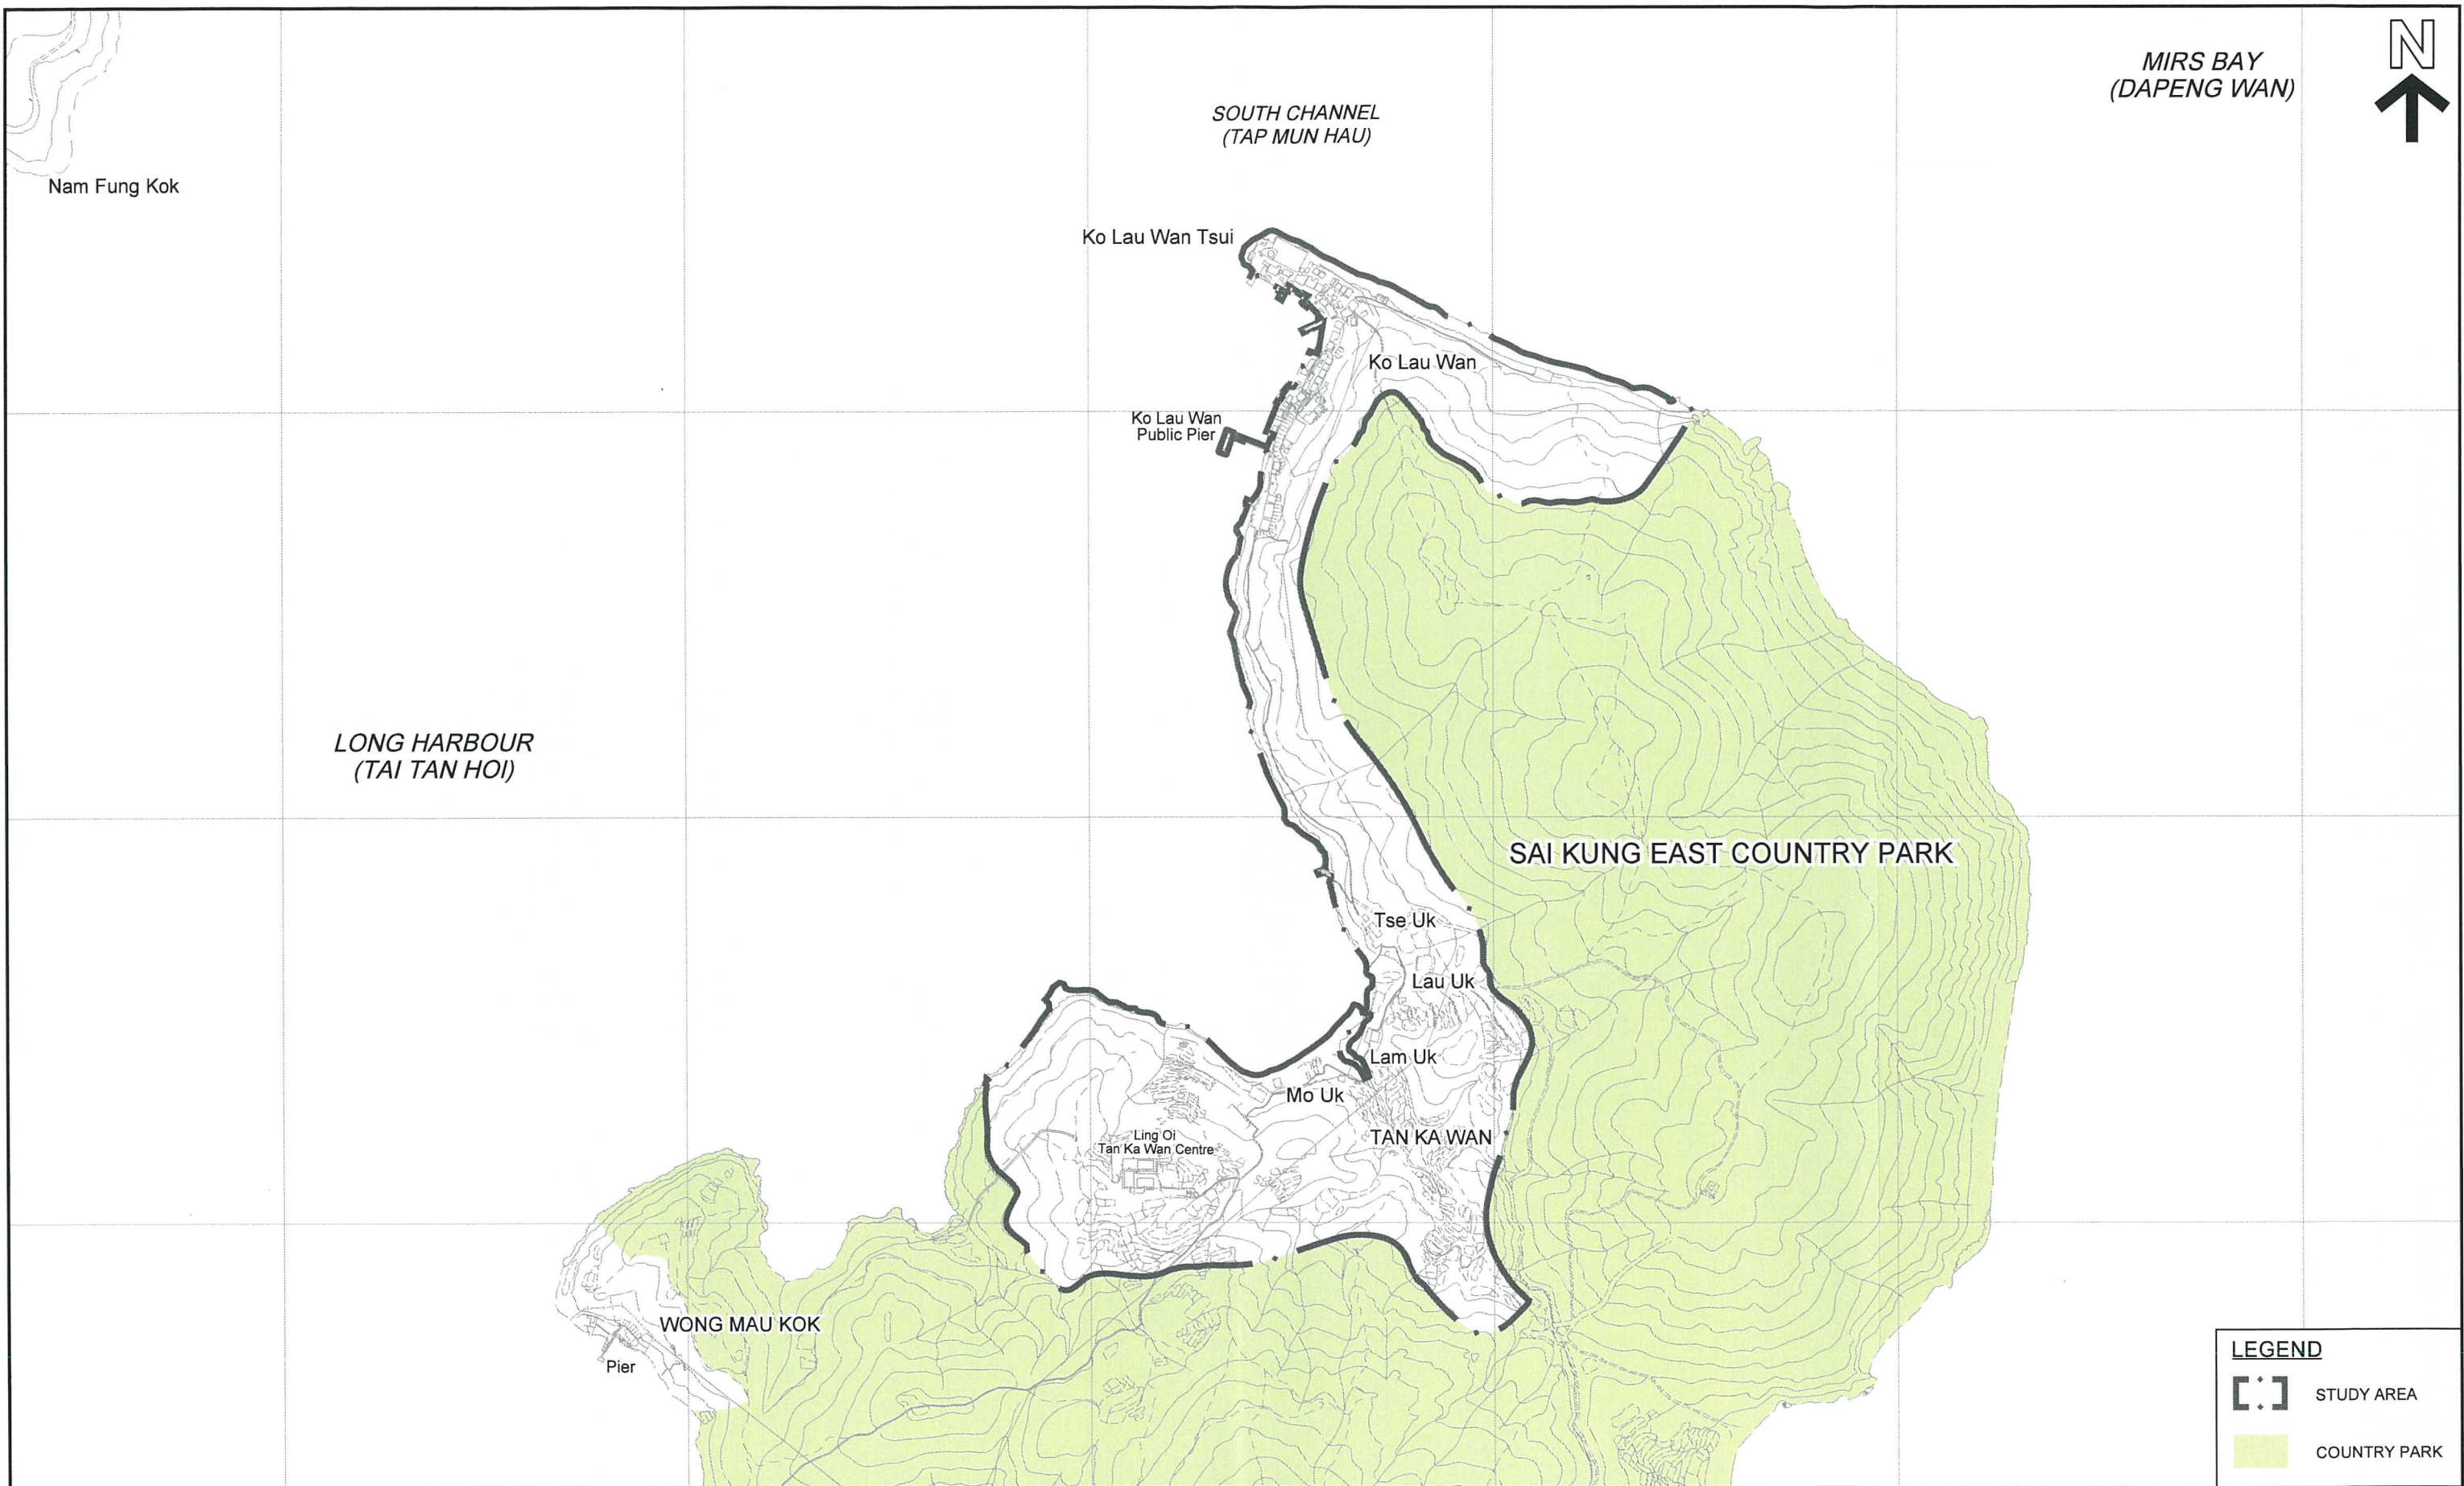 N
MIRS BAY
(DAPENG WAN)
SOUTH CHANNEL
(TAP MUN HAU)
Nam Fung Kok
Ko Lau Wan Tsui
Ko Lau Wan
Ko Lau Wan
Public Pier
LONG HARBOUR
(TAI TAN HOI)
SAI KUNG EAST COUNTRY PARK
Tse Uk
Lau Uk
Lam Uk
Mo Uk
TAN KA WAN
Ling Oi
Tan Ka Wan Centre
WONG MAU KOK
Pier
LEGEND
STUDY AREA
COUNTRY PARK